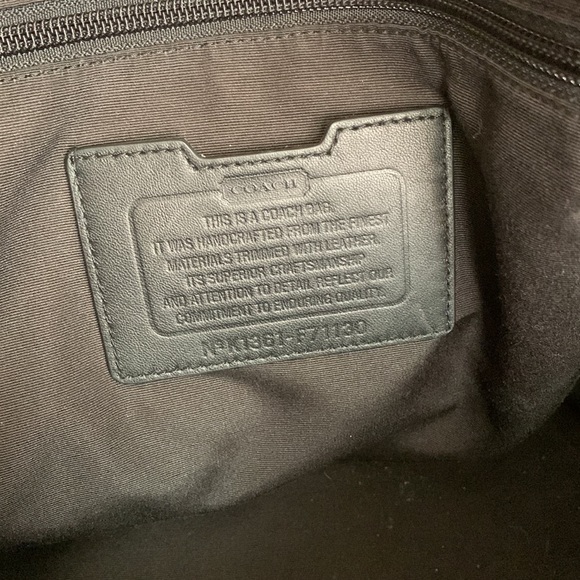 COACH
THIS IS A COACH BAG.
IT WAS HANDCRAFTED FROM THE FINEST
MATERIALS TRIMMED WITH LEATHER.
ITS SUPERIOR CRAFTSMANSHIP
AND ATTENTION TO DETAIL REFLECT OUR
COMMITMENT TO ENDURING QUALITY.
Nº K1361-F71130